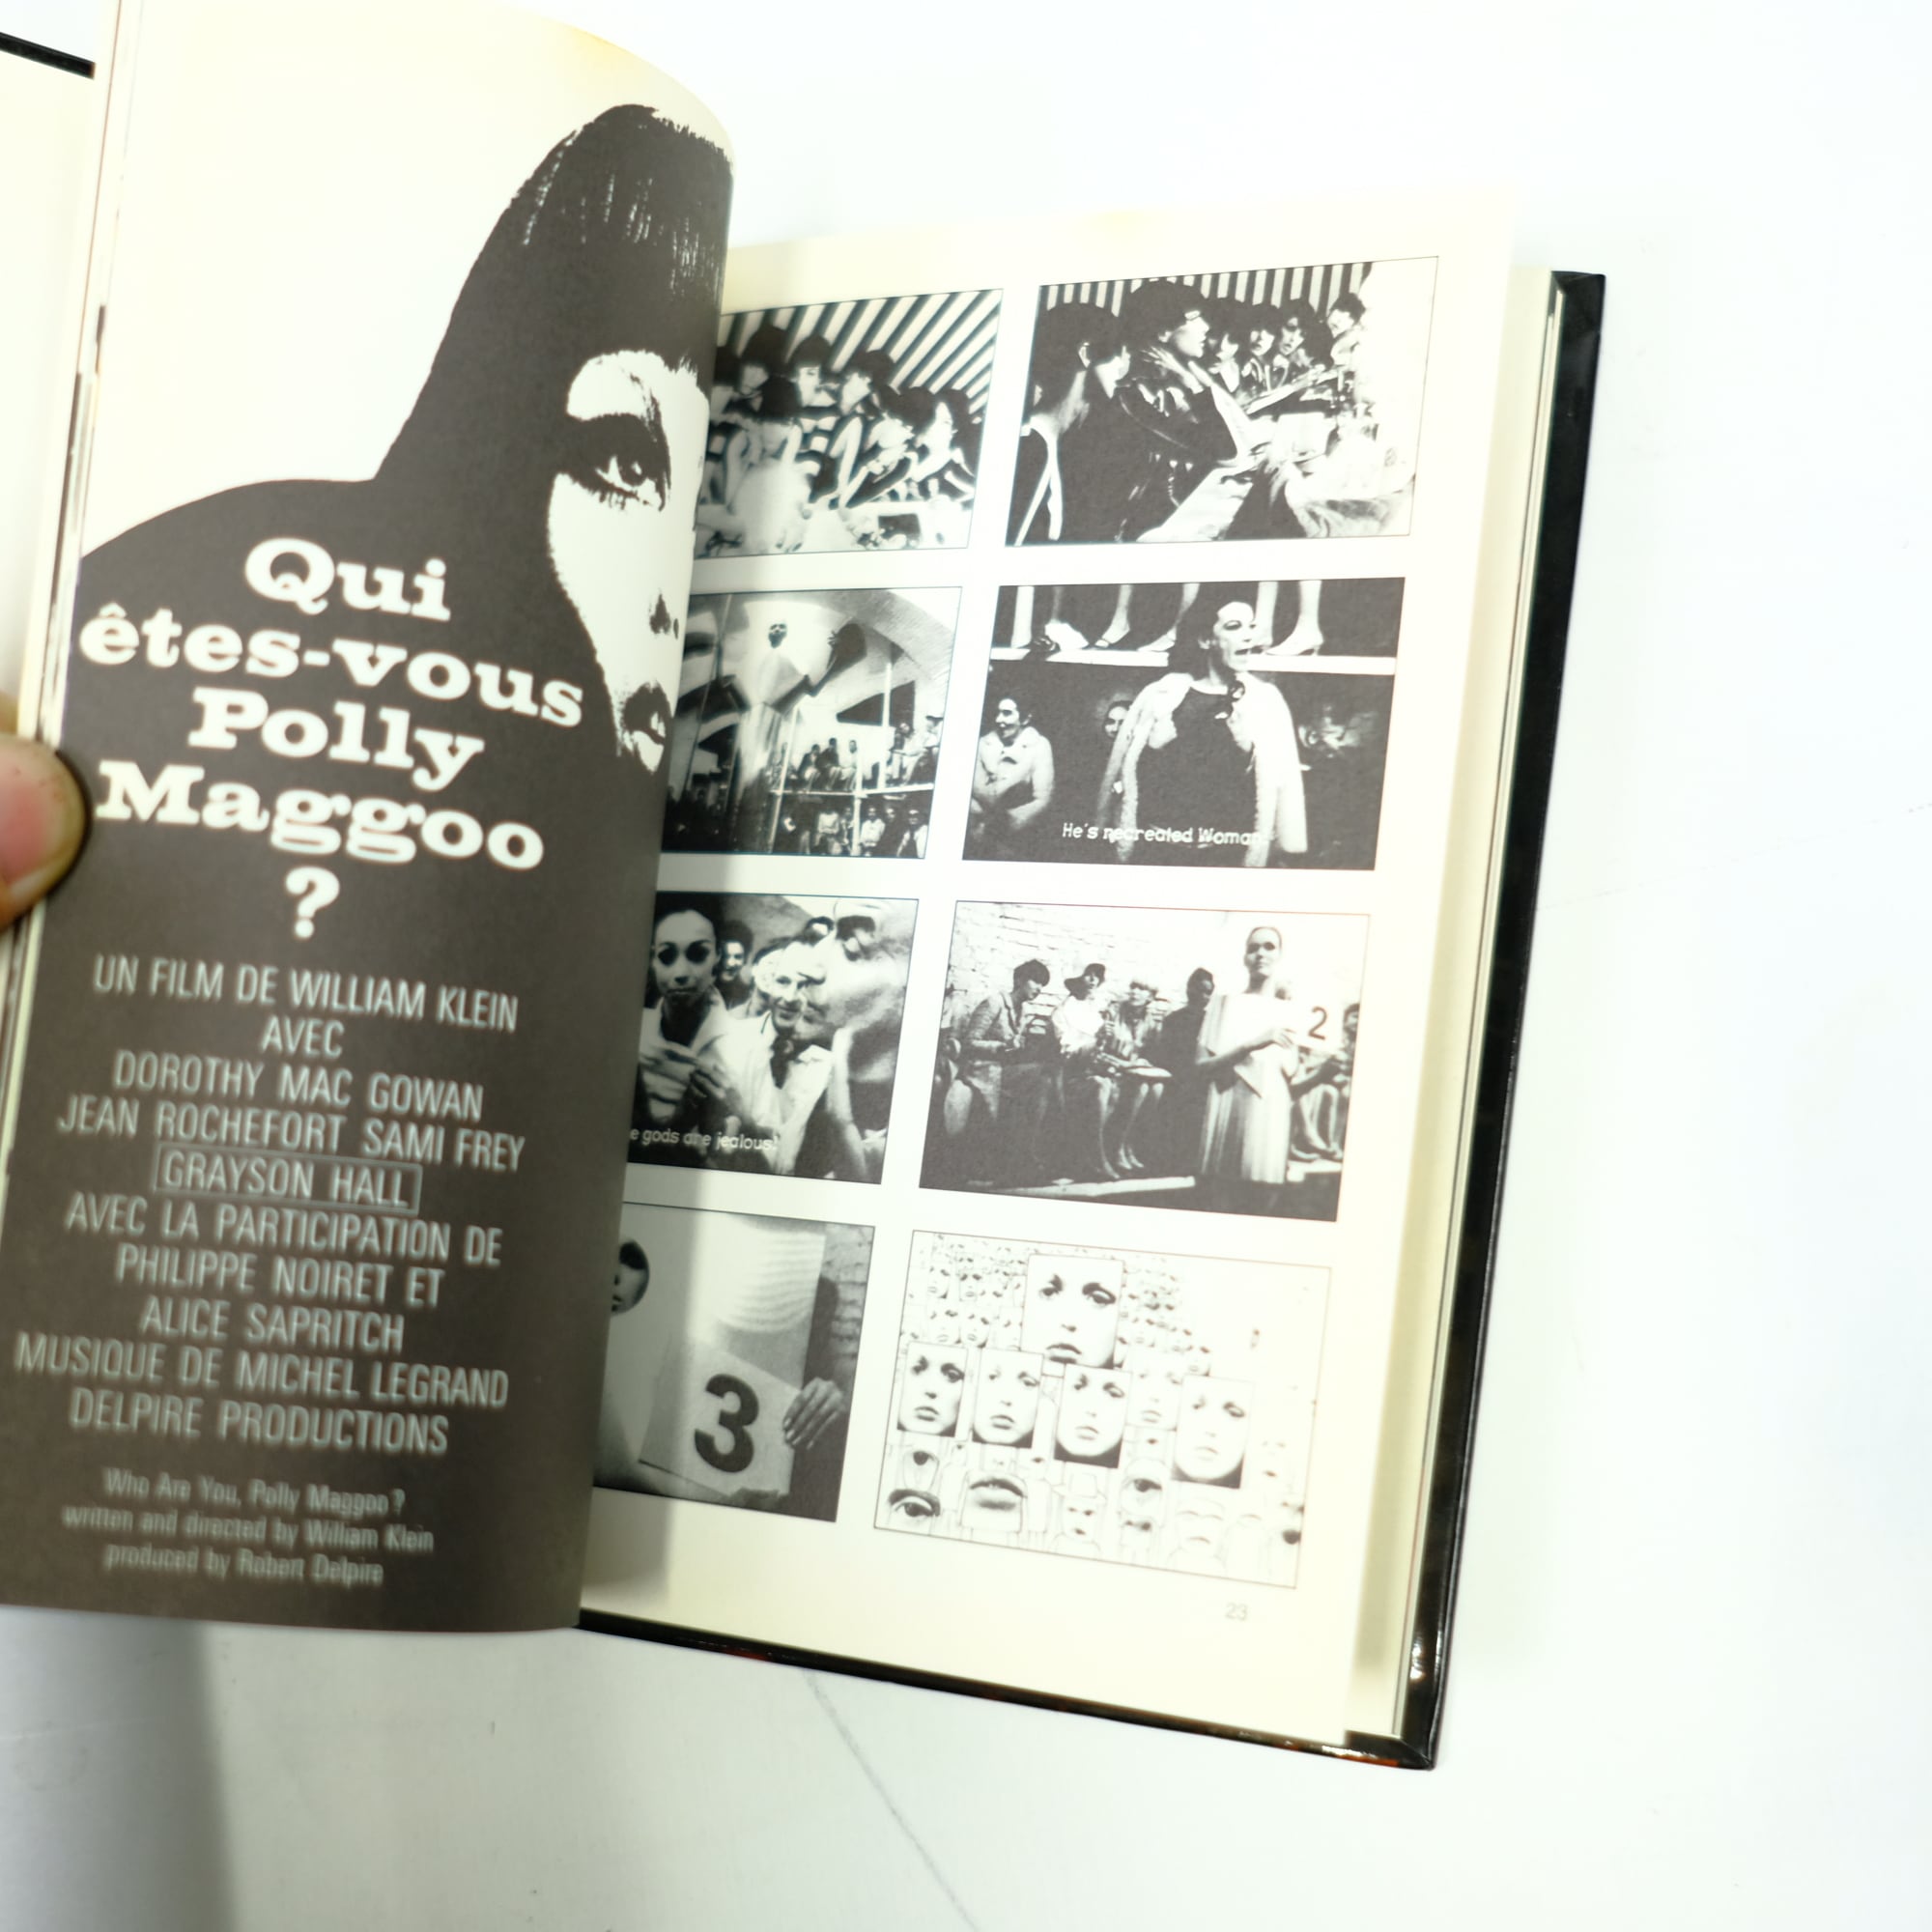 Qui
êtes-vous
Polly
Maggoo
?
UN FILM DE WILLIAM KLEIN
AVEC
DOROTHY MAC GOWAN
JEAN ROCHEFORT SAMI FREY
GRAYSON HALL
AVEC LA PARTICIPATION DE
PHILIPPE NOIRET ET
ALICE SAPRITCH
MUSIQUE DE MICHEL LEGRAND
DELPIRE PRODUCTIONS
Who Are You, Polly Maggoo?
written and directed by William Klein
produced by Robert Delpire
He's recreated Woman
gods are jealous
2
3
23